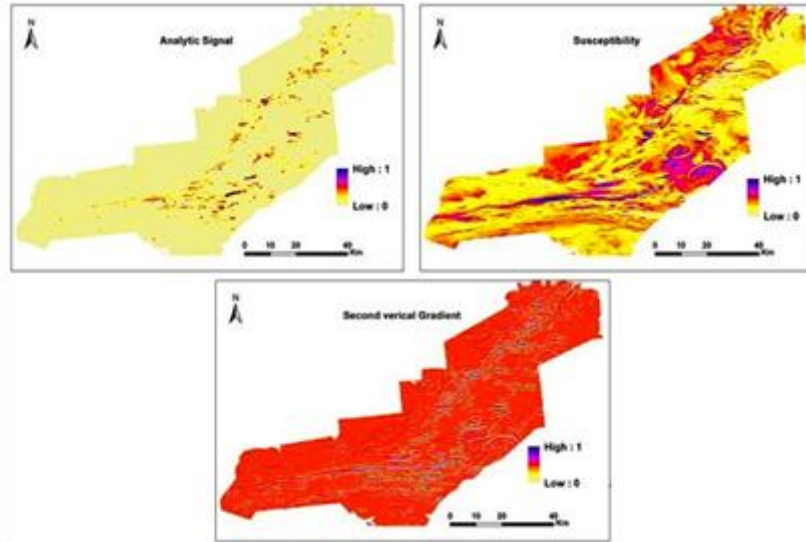 N
Analytic Signal
High : 1
Low : 0
0 10 20 40
Km
N
Susceptibility
High : 1
Low : 0
0 10 20 40
Km
N
Second verical Gradient
High : 1
Low : 0
0 10 20 40
Km